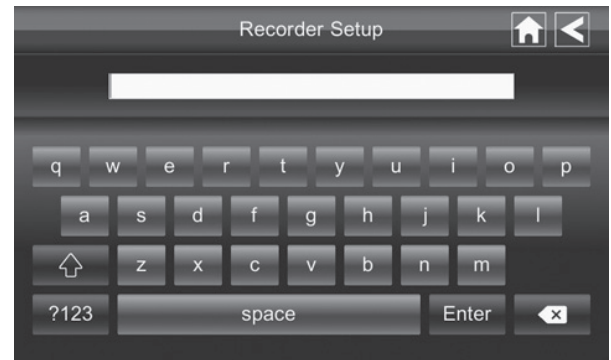 Recorder Setup
q w e r t y u i o p
a s d f g h j k l
z x c v b n m
?123 space Enter